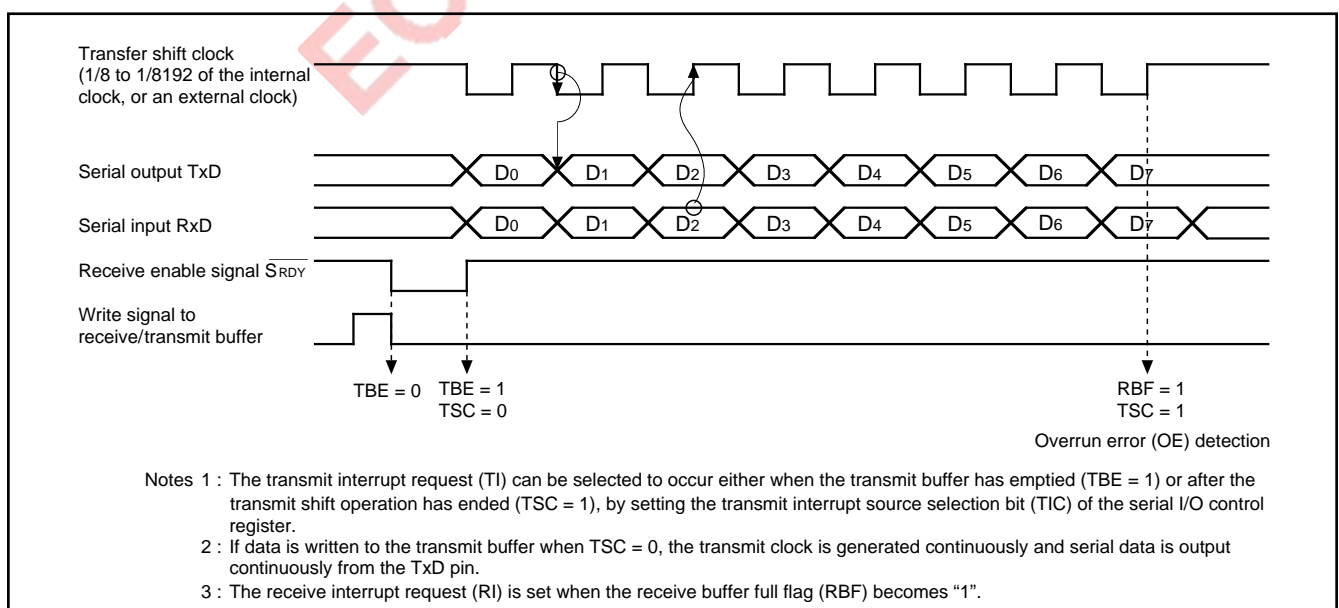 Transfer shift clock
(1/8 to 1/8192 of the internal
clock, or an external clock)
Serial output TxD
D0 D1 D2 D3 D4 D5 D6 D7
Serial input RxD
D0 D1 D2 D3 D4 D5 D6 D7
Receive enable signal SRDY
Write signal to
receive/transmit buffer
TBE = 0
TBE = 1
TSC = 0
RBF = 1
TSC = 1
Overrun error (OE) detection
Notes 1 : The transmit interrupt request (TI) can be selected to occur either when the transmit buffer has emptied (TBE = 1) or after the
transmit shift operation has ended (TSC = 1), by setting the transmit interrupt source selection bit (TIC) of the serial I/O control
register.
2 : If data is written to the transmit buffer when TSC = 0, the transmit clock is generated continuously and serial data is output
continuously from the TxD pin.
3 : The receive interrupt request (RI) is set when the receive buffer full flag (RBF) becomes “1”.